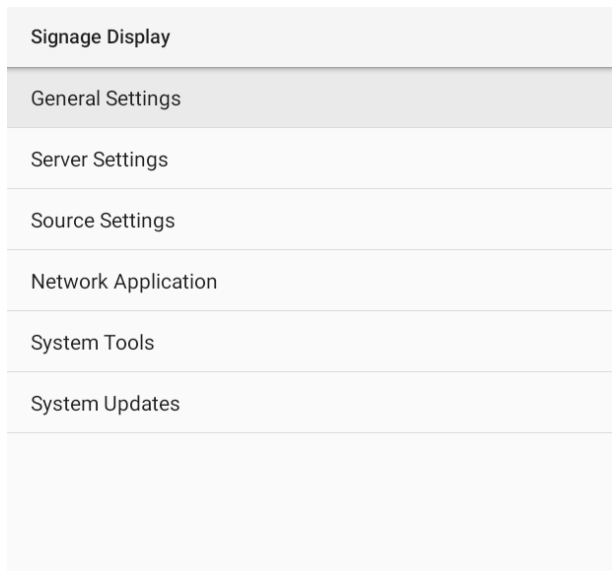 Signage Display
General Settings
Server Settings
Source Settings
Network Application
System Tools
System Updates